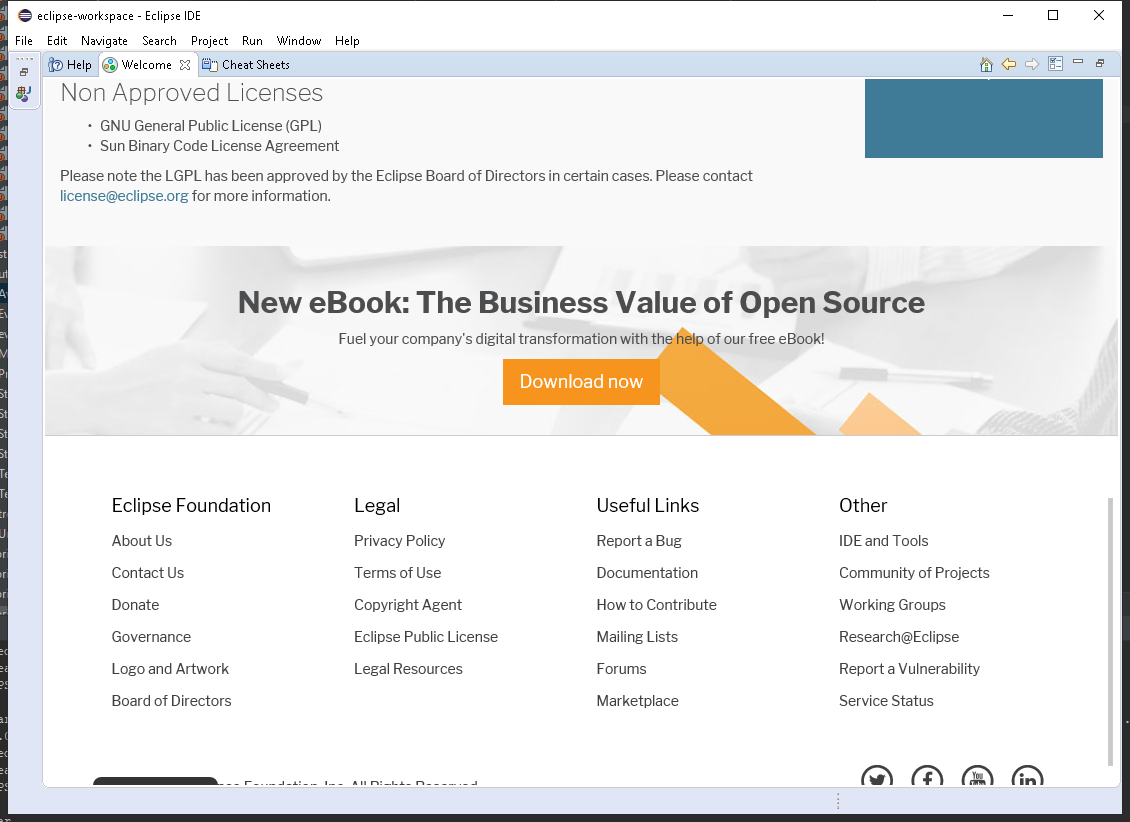 eclipse-workspace - Eclipse IDE
File Edit Navigate Search Project Run Window Help
Help Welcome Cheat Sheets
Non Approved Licenses
• GNU General Public License (GPL)
• Sun Binary Code License Agreement
Please note the LGPL has been approved by the Eclipse Board of Directors in certain cases. Please contact
license@eclipse.org for more information.
New eBook: The Business Value of Open Source
Fuel your company's digital transformation with the help of our free eBook!
Download now
Eclipse Foundation
About Us
Contact Us
Donate
Governance
Logo and Artwork
Board of Directors
Legal
Privacy Policy
Terms of Use
Copyright Agent
Eclipse Public License
Legal Resources
Useful Links
Report a Bug
Documentation
How to Contribute
Mailing Lists
Forums
Marketplace
Other
IDE and Tools
Community of Projects
Working Groups
Research@Eclipse
Report a Vulnerability
Service Status
Foundation, Inc. All Rights Reserved.
You
in